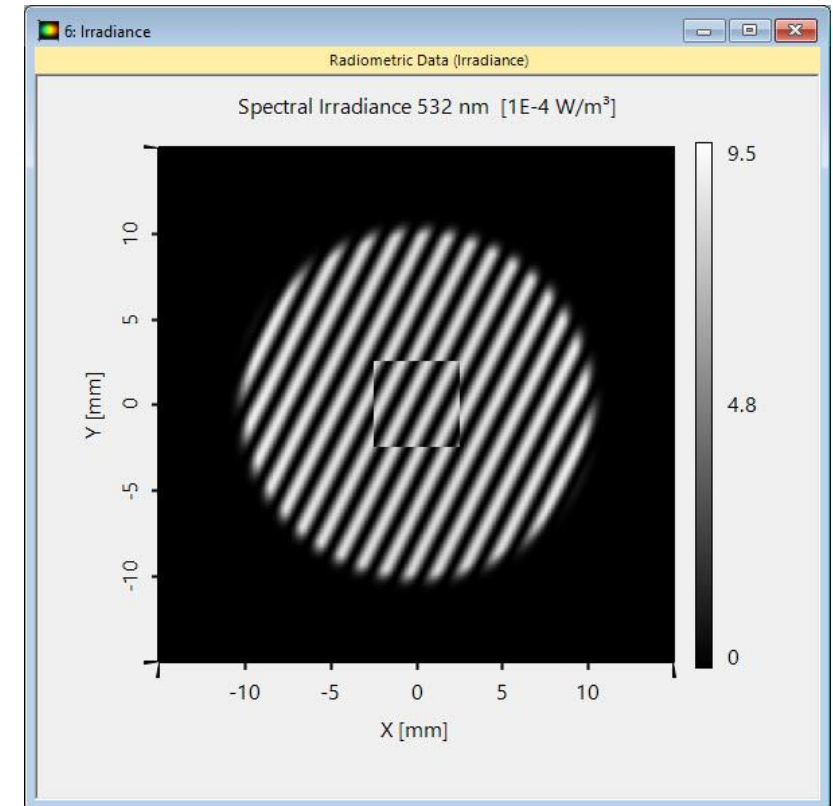 6: Irradiance
Radiometric Data (Irradiance)
Spectral Irradiance 532 nm [1E-4 W/m³]
9.5
4.8
0
10
5
0
-5
-10
Y [mm]
-10 -5 0 5 10
X [mm]